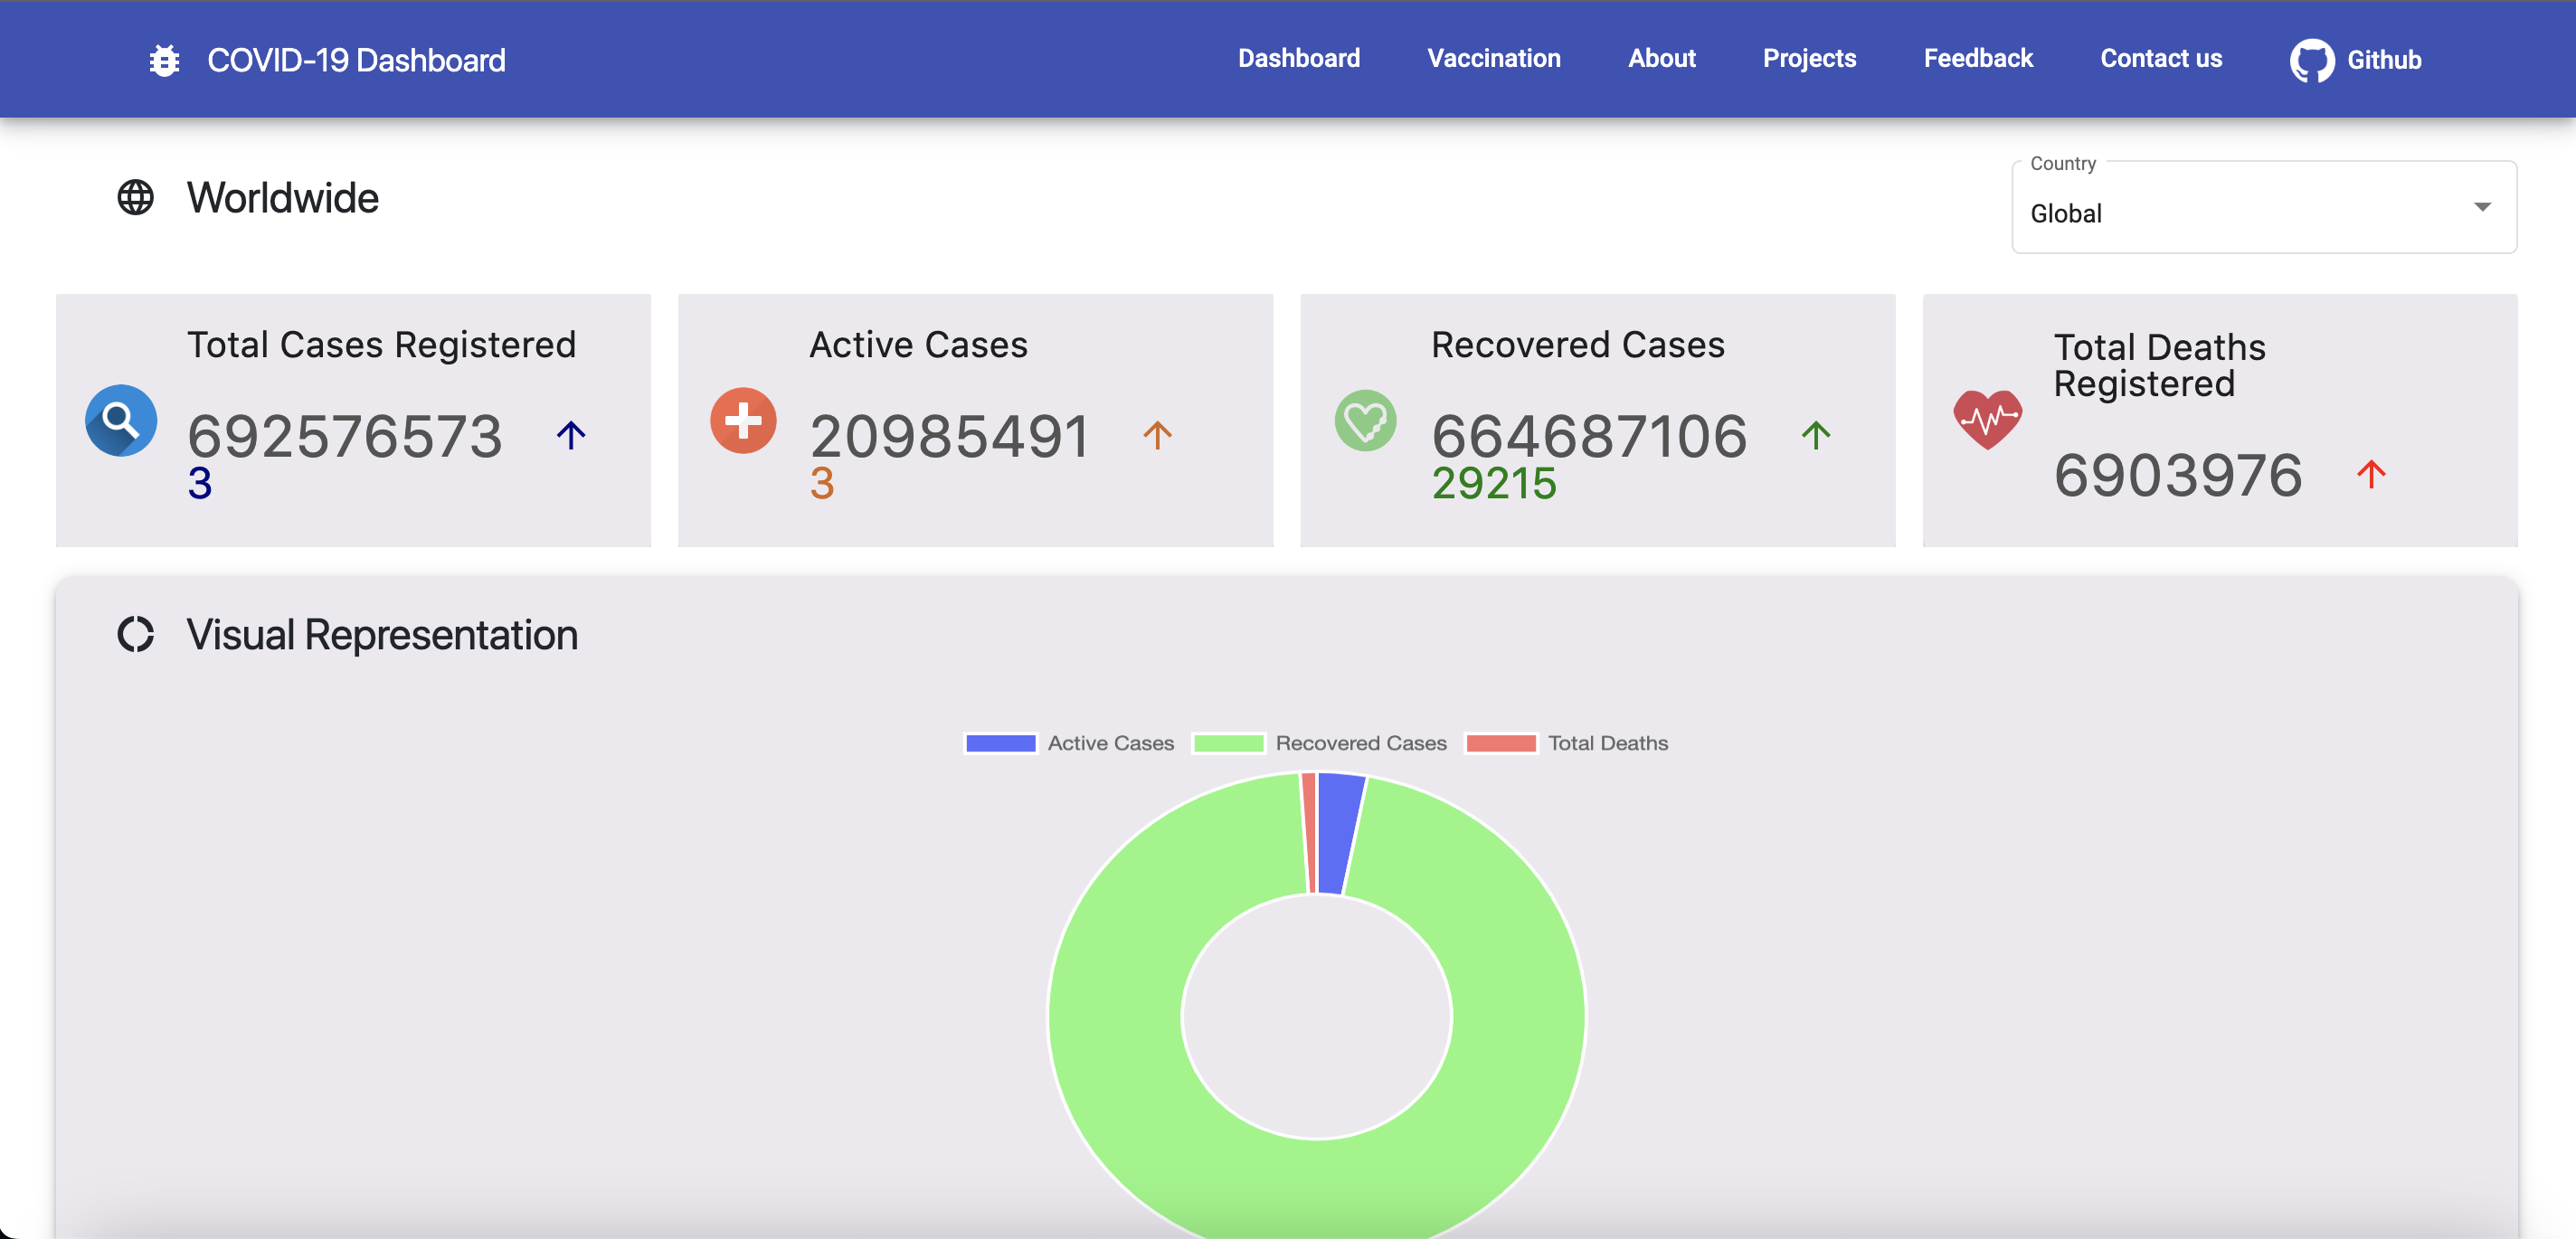 COVID-19 Dashboard
Dashboard
Vaccination
About
Projects
Feedback
Contact us
Github
Worldwide
Country
Global
Total Cases Registered
692576573
3
Active Cases
20985491
3
Recovered Cases
664687106
29215
Total Deaths
Registered
6903976
Visual Representation
Active Cases
Recovered Cases
Total Deaths